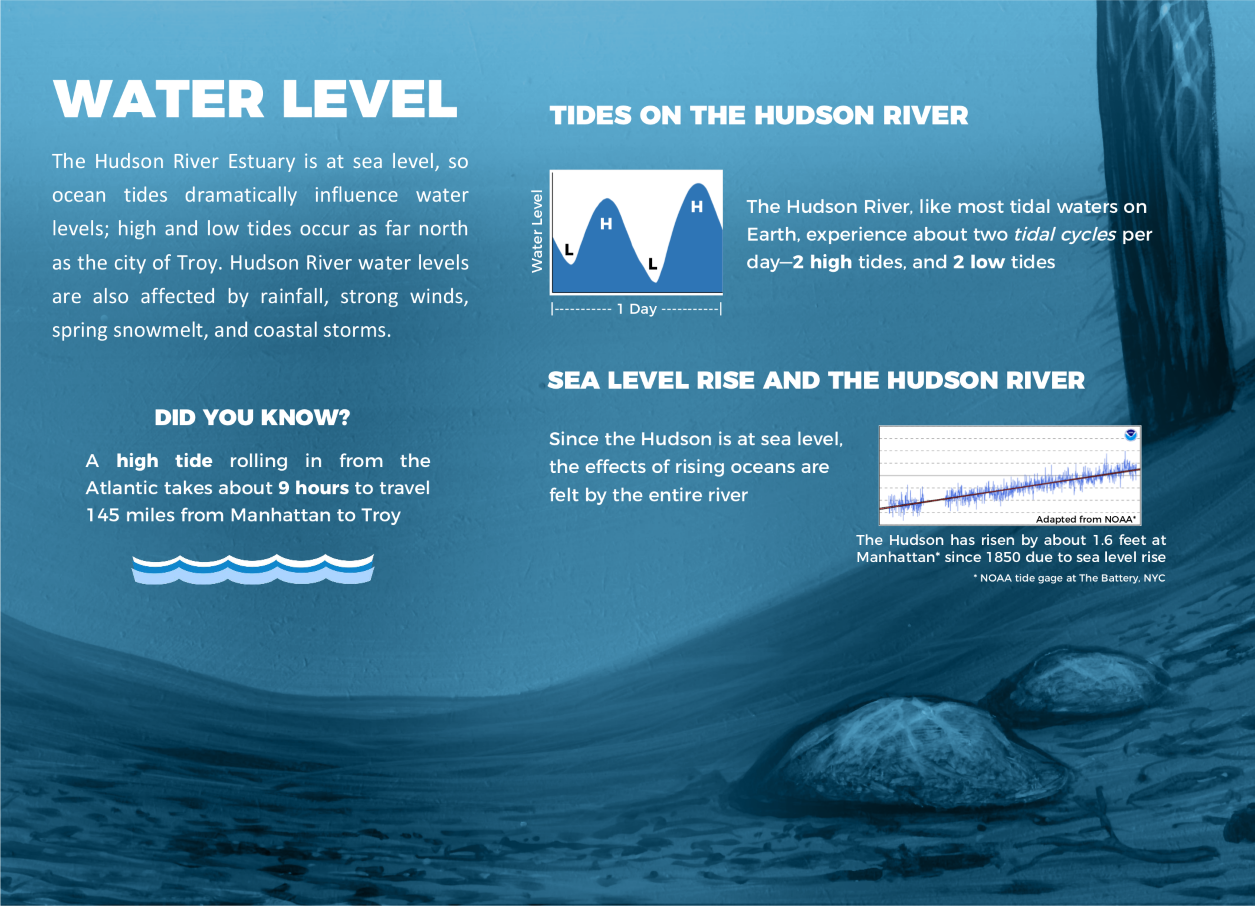 WATER LEVEL
The Hudson River Estuary is at sea level, so
ocean tides dramatically influence water
levels; high and low tides occur as far north
as the city of Troy. Hudson River water levels
are also affected by rainfall, strong winds,
spring snowmelt, and coastal storms.
DID YOU KNOW?
A high tide rolling in from the
Atlantic takes about 9 hours to travel
145 miles from Manhattan to Troy
TIDES ON THE HUDSON RIVER
Water Level
L
H
L
H
|----------- 1 Day -----------|
The Hudson River, like most tidal waters on
Earth, experience about two tidal cycles per
day—2 high tides, and 2 low tides
SEA LEVEL RISE AND THE HUDSON RIVER
Since the Hudson is at sea level,
the effects of rising oceans are
felt by the entire river
Adapted from NOAA*
The Hudson has risen by about 1.6 feet at
Manhattan* since 1850 due to sea level rise
* NOAA tide gage at The Battery, NYC